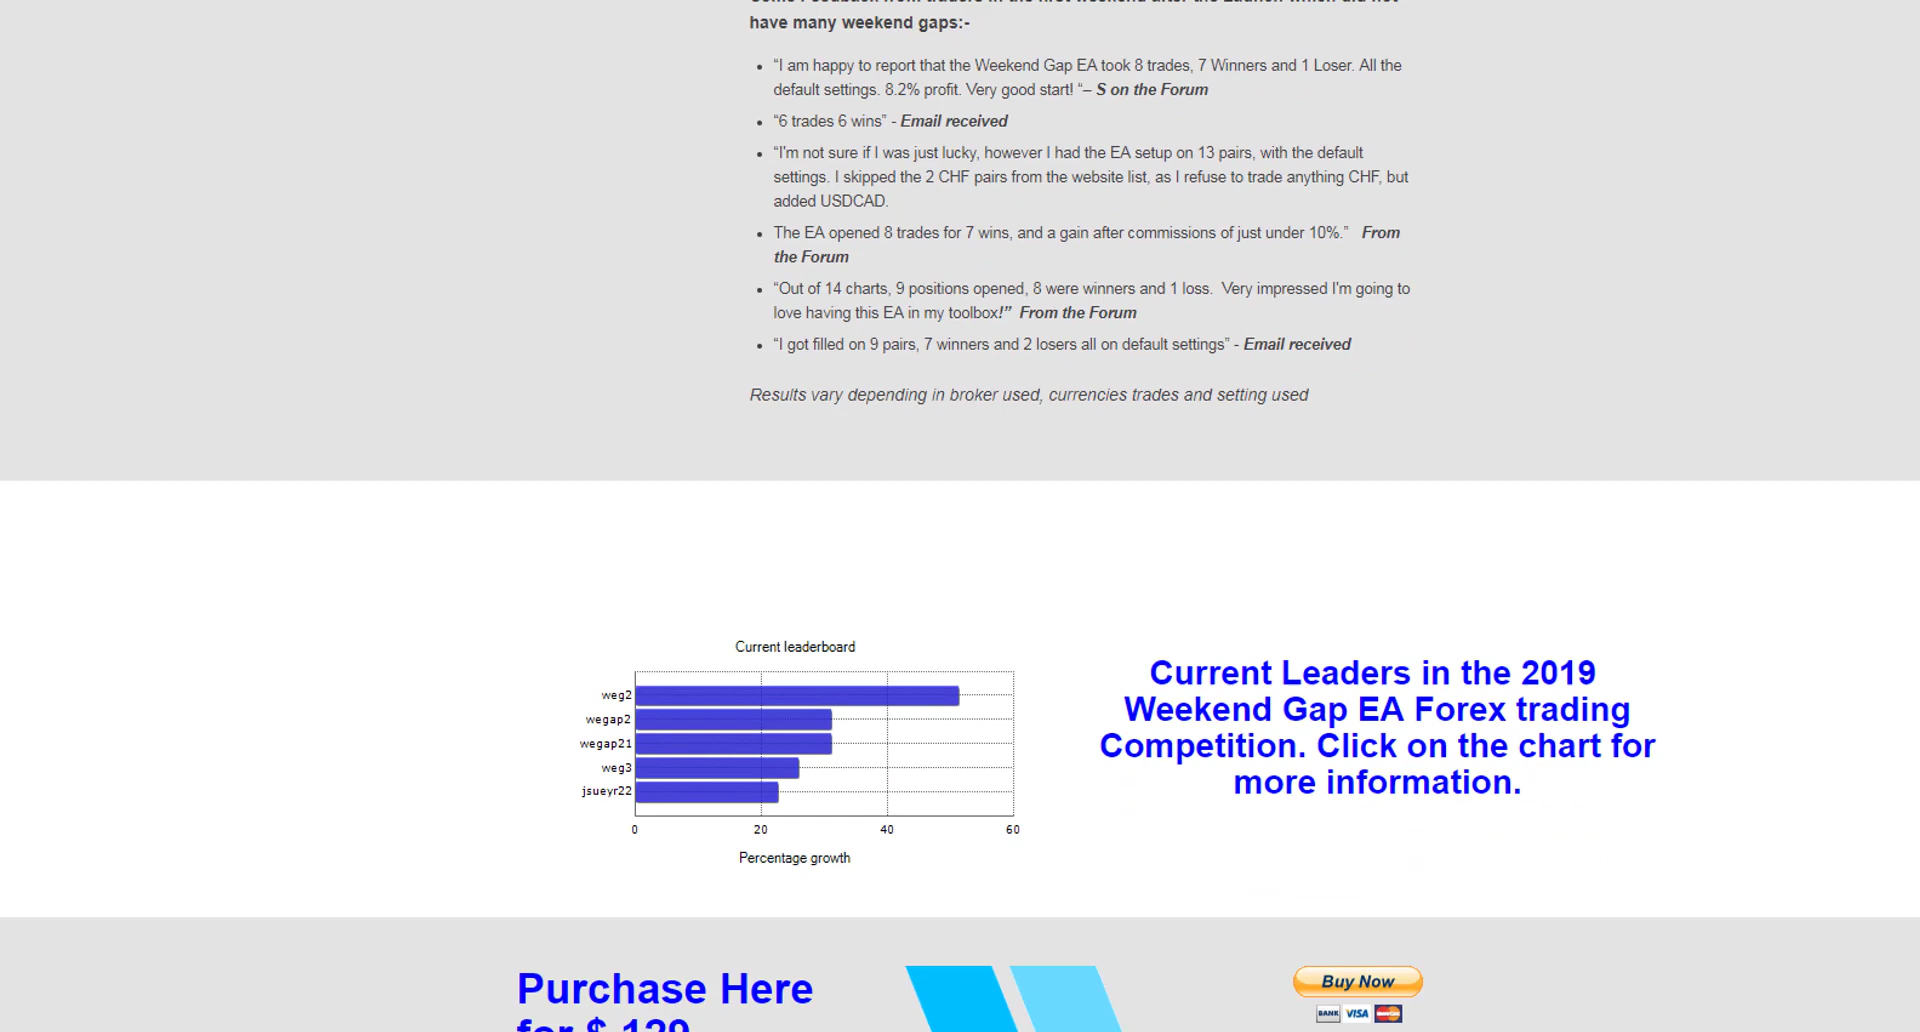 have many weekend gaps:-
“I am happy to report that the Weekend Gap EA took 8 trades, 7 Winners and 1 Loser. All the
default settings. 8.2% profit. Very good start! “– S on the Forum
“6 trades 6 wins” - Email received
“I'm not sure if I was just lucky, however I had the EA setup on 13 pairs, with the default
settings. I skipped the 2 CHF pairs from the website list, as I refuse to trade anything CHF, but
added USDCAD.
The EA opened 8 trades for 7 wins, and a gain after commissions of just under 10%.” From
the Forum
“Out of 14 charts, 9 positions opened, 8 were winners and 1 loss. Very impressed I'm going to
love having this EA in my toolbox!” From the Forum
“I got filled on 9 pairs, 7 winners and 2 losers all on default settings” - Email received
Results vary depending in broker used, currencies trades and setting used
Current leaderboard
weg2
wegap2
wegap21
weg3
jsueyr22
0 20 40 60
Percentage growth
Current Leaders in the 2019
Weekend Gap EA Forex trading
Competition. Click on the chart for
more information.
Purchase Here
for $ 129
Buy Now
BANK VISA